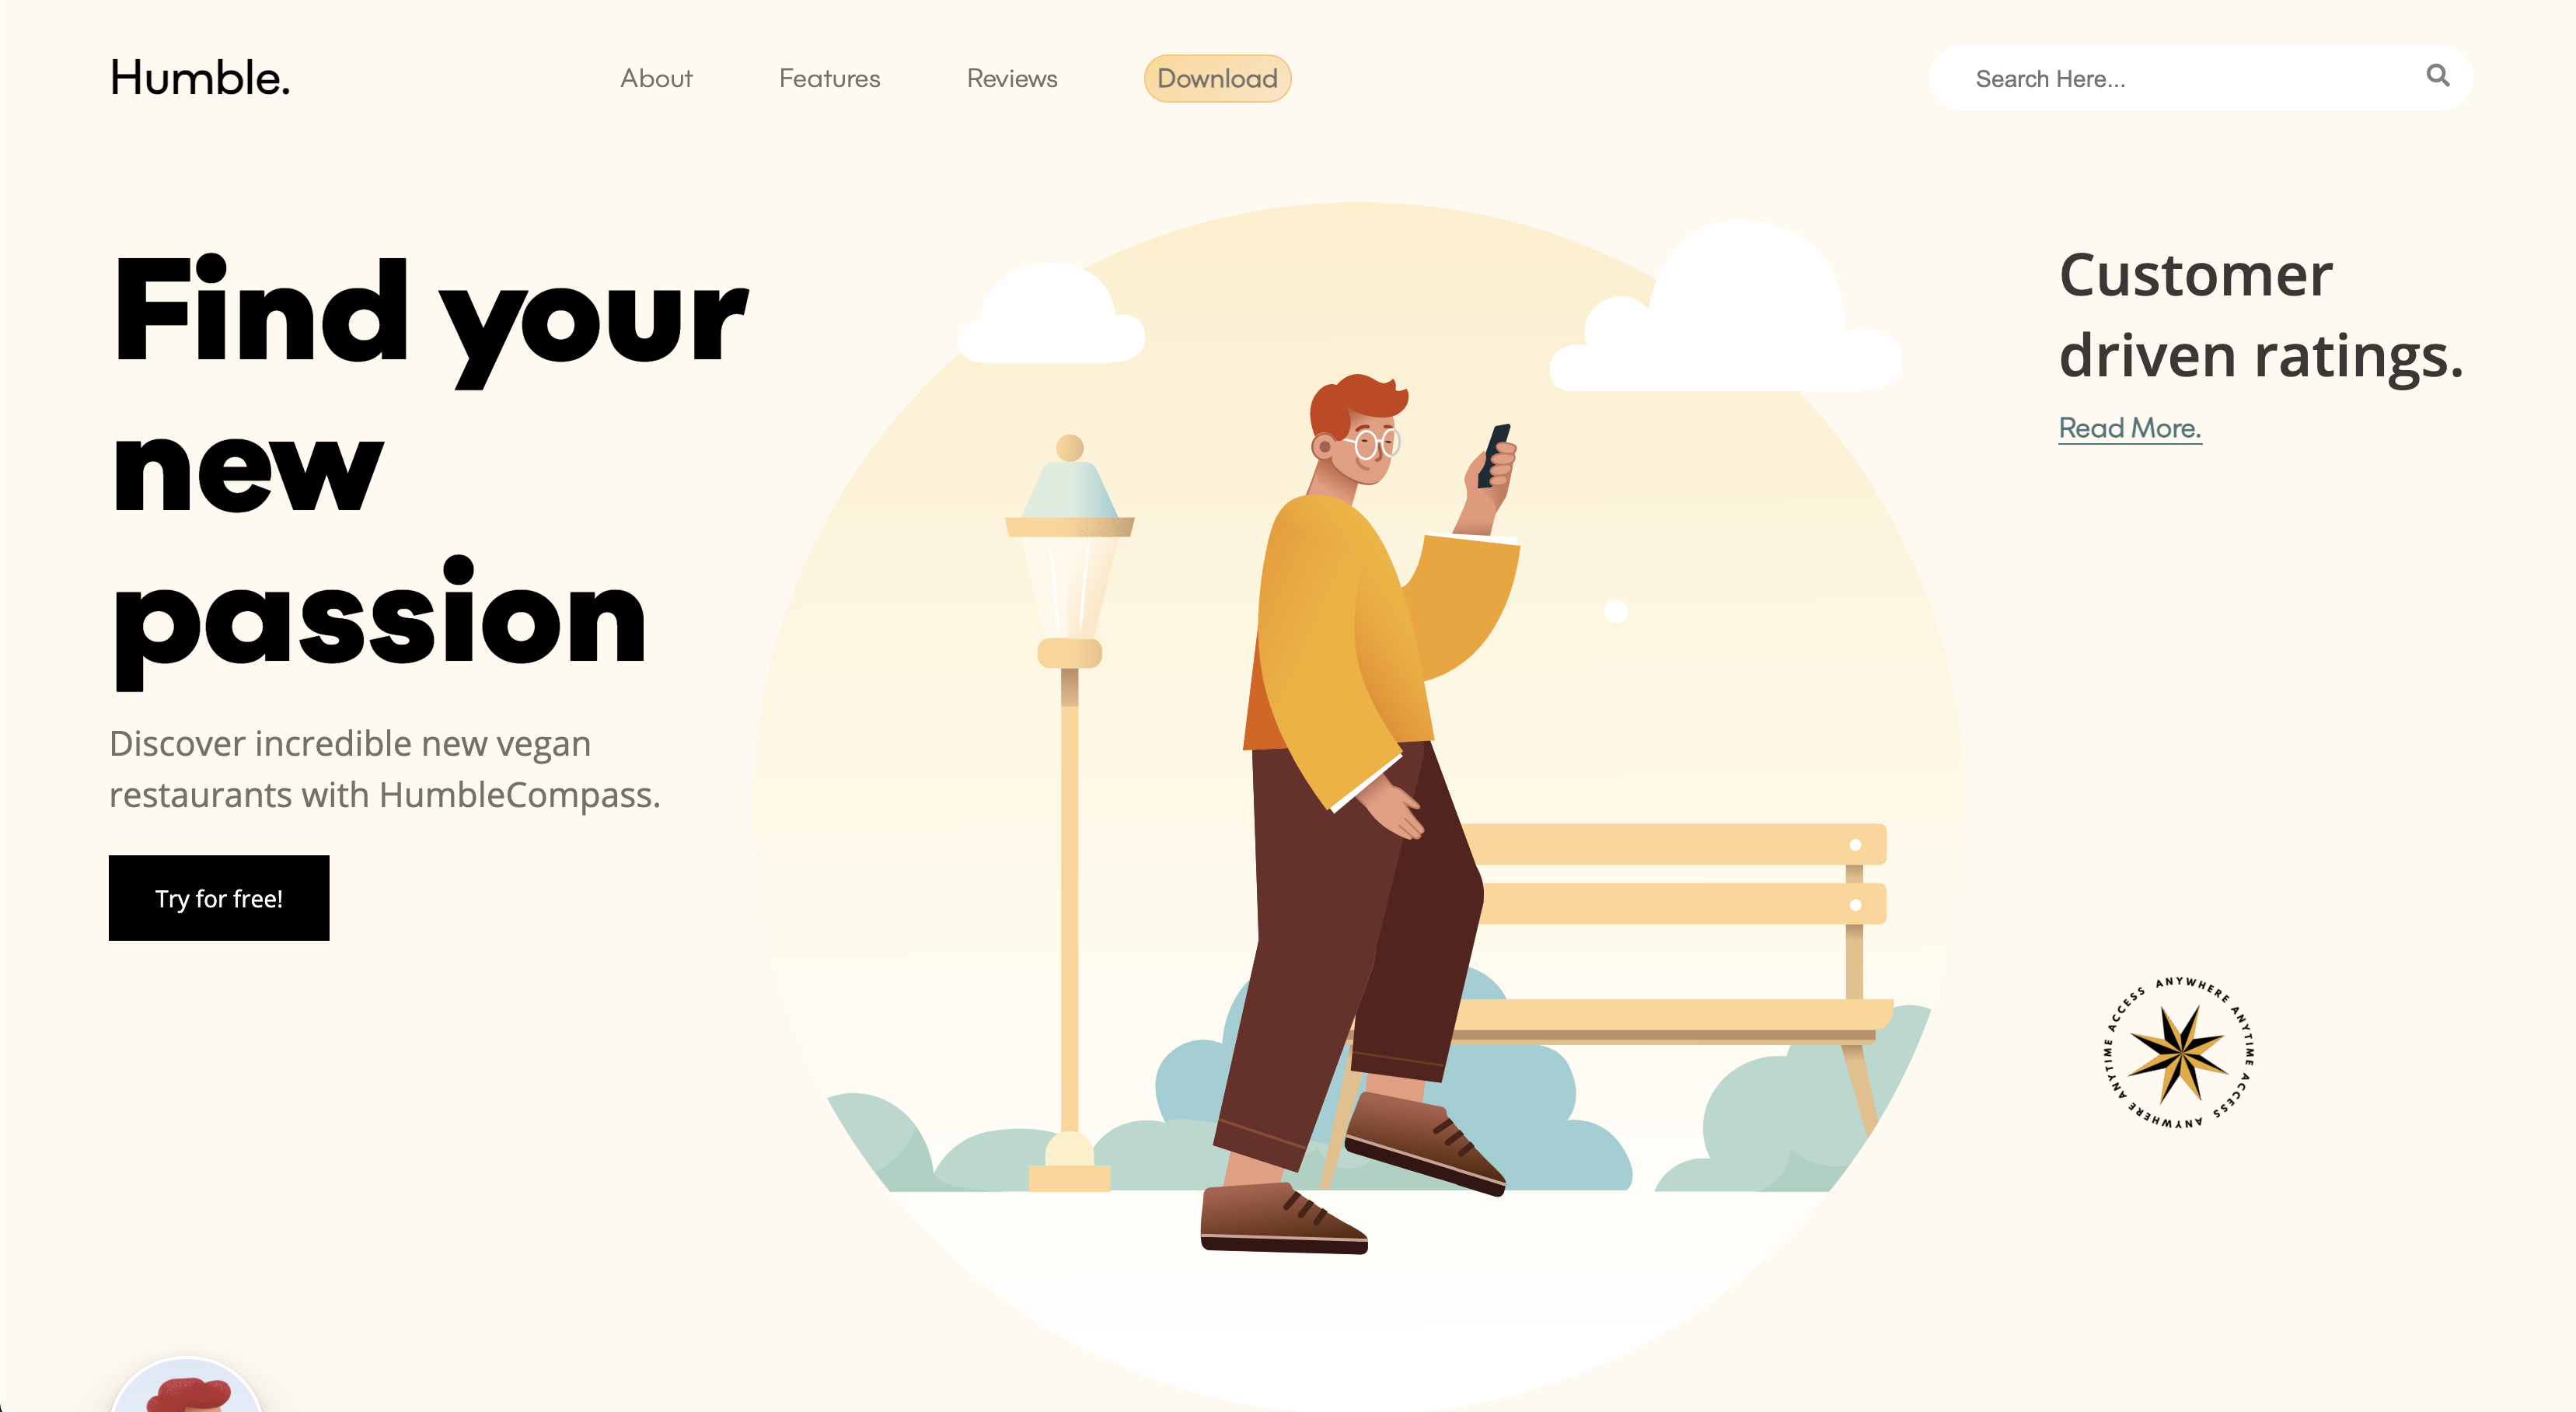 Humble.
About
Features
Reviews
Download
Search Here...
Find your
new
passion
Discover incredible new vegan
restaurants with HumbleCompass.
Try for free!
Customer
driven ratings.
Read More.
ANYWHERE ANYTIME ACCESS ANYWHERE ANYTIME ACCESS